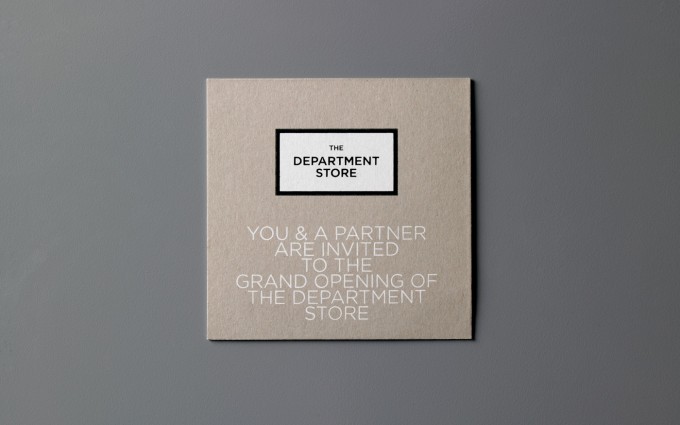 THE
DEPARTMENT
STORE
YOU & A PARTNER
ARE INVITED
TO THE
GRAND OPENING OF
THE DEPARTMENT
STORE